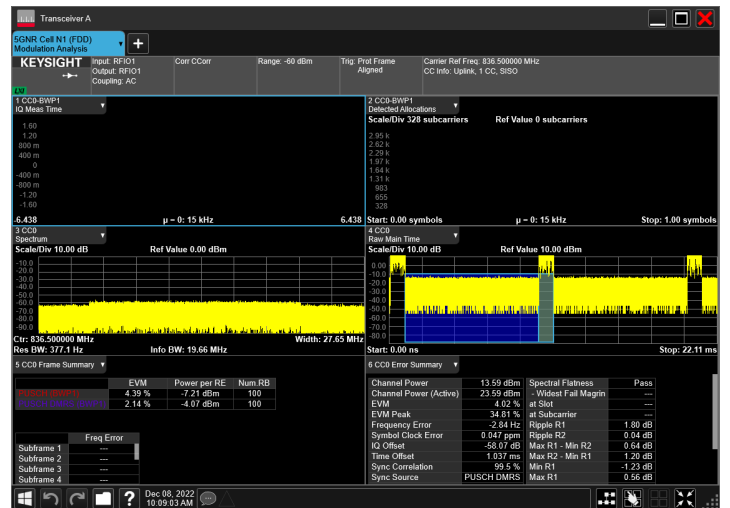 Transceiver A
5GNR Cell N1 (FDD)
Modulation Analysis
KEYSIGHT
Input: RFIO1
Output: RFIO1
Coupling: AC
Corr CCorr
Range: -60 dBm
Trig: Prot Frame
Aligned
Carrier Ref Freq: 836.500000 MHz
CC Info: Uplink, 1 CC, SISO
1 CC0-BWP1
IQ Meas Time
1.60
1.20
800 m
400 m
0
-400 m
-800 m
-1.20
-1.60
-6.438 μ = 0: 15 kHz 6.438
2 CC0-BWP1
Detected Allocations
Scale/Div 328 subcarriers Ref Value 0 subcarriers
2.95 k
2.62 k
2.29 k
1.97 k
1.64 k
1.31 k
983
655
328
Start: 0.00 symbols μ = 0: 15 kHz Stop: 1.00 symbols
3 CC0
Spectrum
Scale/Div 10.00 dB Ref Value 0.00 dBm
-10.0
-20.0
-30.0
-40.0
-50.0
-60.0
-70.0
-80.0
-90.0
Ctr: 836.500000 MHz Width: 27.65 MHz
Res BW: 377.1 Hz Info BW: 19.66 MHz
4 CC0
Raw Main Time
Scale/Div 10.00 dB Ref Value 10.00 dBm
0.00
-10.0
-20.0
-30.0
-40.0
-50.0
-60.0
-70.0
-80.0
Start: 0.00 ns Stop: 22.11 ms
5 CC0 Frame Summary
EVM Power per RE Num.RB
4.39 % -7.21 dBm 100
2.14 % -4.07 dBm 100
Freq Error
Subframe 1 ---
Subframe 2 ---
Subframe 3 ---
Subframe 4 ---
6 CC0 Error Summary
Channel Power 13.59 dBm Spectral Flatness Pass
Channel Power (Active) 23.59 dBm - Widest Fail Magrin ---
EVM 4.02 % at Slot ---
EVM Peak 34.81 % at Subcarrier ---
Frequency Error -2.84 Hz Ripple R1 1.80 dB
Symbol Clock Error 0.047 ppm Ripple R2 0.04 dB
IQ Offset -58.07 dB Max R1 - Min R2 0.64 dB
Time Offset 1.037 ms Max R2 - Min R1 1.20 dB
Sync Correlation 99.5 % Min R1 -1.23 dB
Sync Source PUSCH DMRS Max R1 0.56 dB
Dec 08, 2022
10:09:03 AM